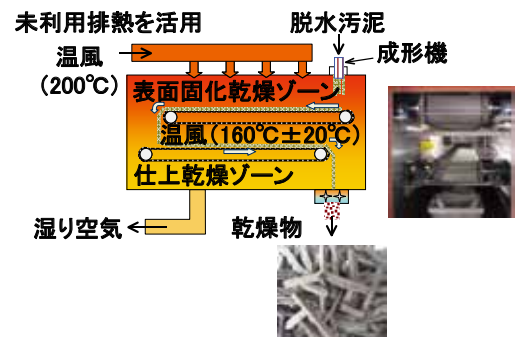 未利用排熱を活用
温風
(200℃)
脱水汚泥
成形機
表面固化乾燥ゾーン
温風(160℃±20℃)
仕上乾燥ゾーン
湿り空気
乾燥物